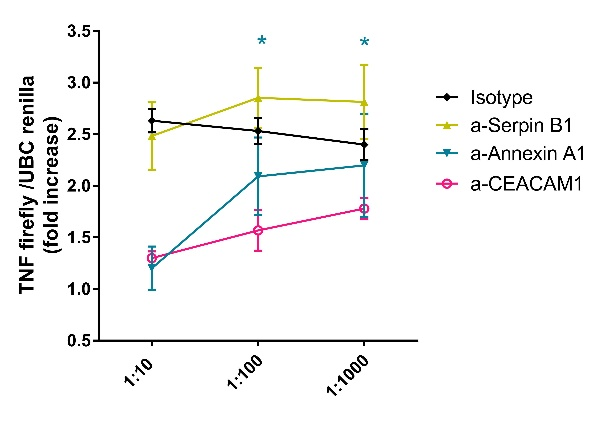 * *
3.5
3.0
2.5
2.0
1.5
1.0
0.5
TNF firefly /UBC renilla
(fold increase)
1:10
1:100
1:1000
Isotype
a-Serpin B1
a-Annexin A1
a-CEACAM1